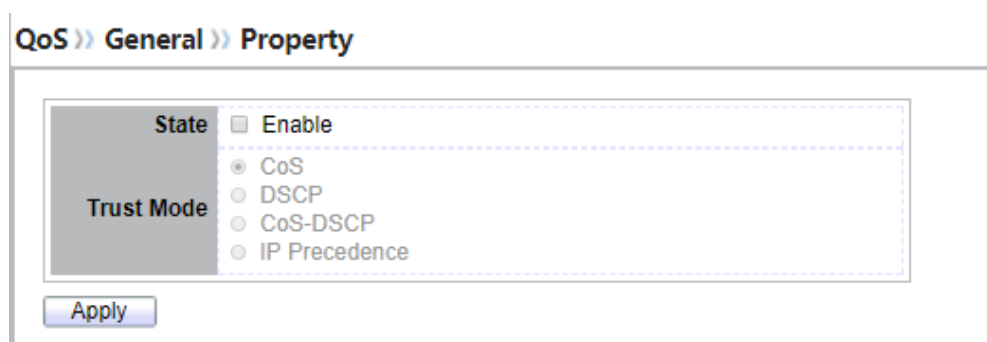 QoS》 General》 Property
State Enable
Trust Mode
CoS
DSCP
CoS-DSCP
IP Precedence
Apply